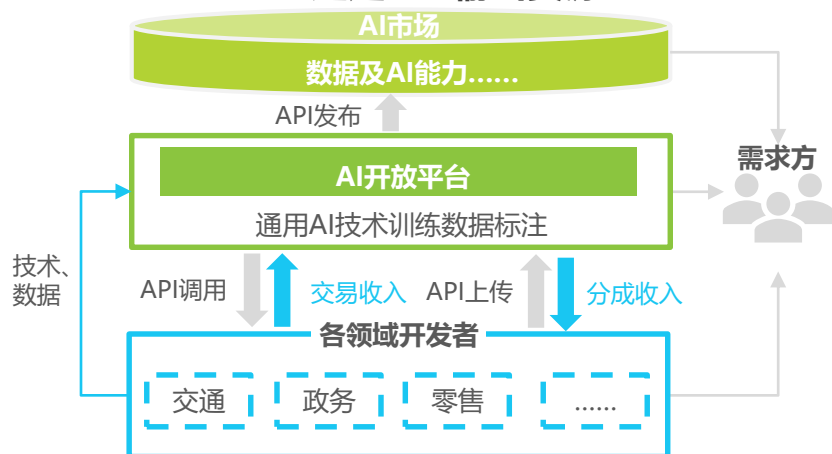 AI市场
数据及AI能力……
API发布
AI开放平台
需求方
通用AI技术训练数据标注
技术、
数据
API调用
交易收入
API上传
分成收入
各领域开发者
交通
政务
零售
……